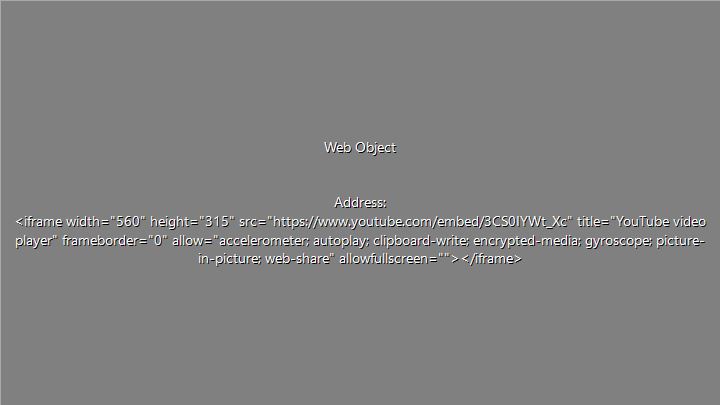 Web Object
Address:
<iframe width="560" height="315" src="https://www.youtube.com/embed/3CS0IYWt_Xc" title="YouTube video
player" frameborder="0" allow="accelerometer; autoplay; clipboard-write; encrypted-media; gyroscope; picture-
in-picture; web-share" allowfullscreen=""></iframe>